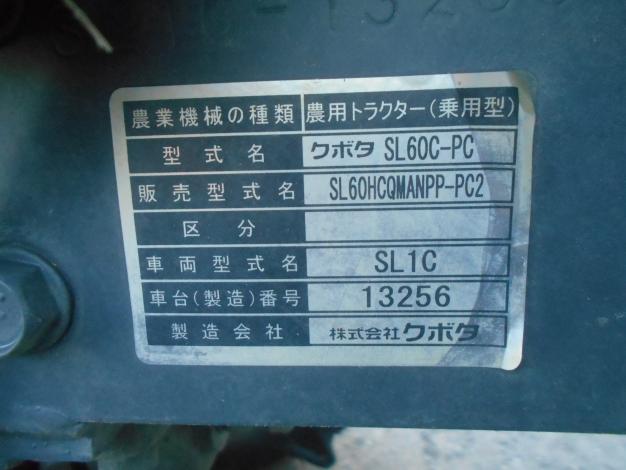 農業機械の種類 農用トラクター(乗用型)
型式名 クボタ SL60C-PC
販売型式名 SL60HCQMANPP-PC2
区分
車両型式名 SL1C
車台(製造)番号 13256
製造会社 株式会社クボタ